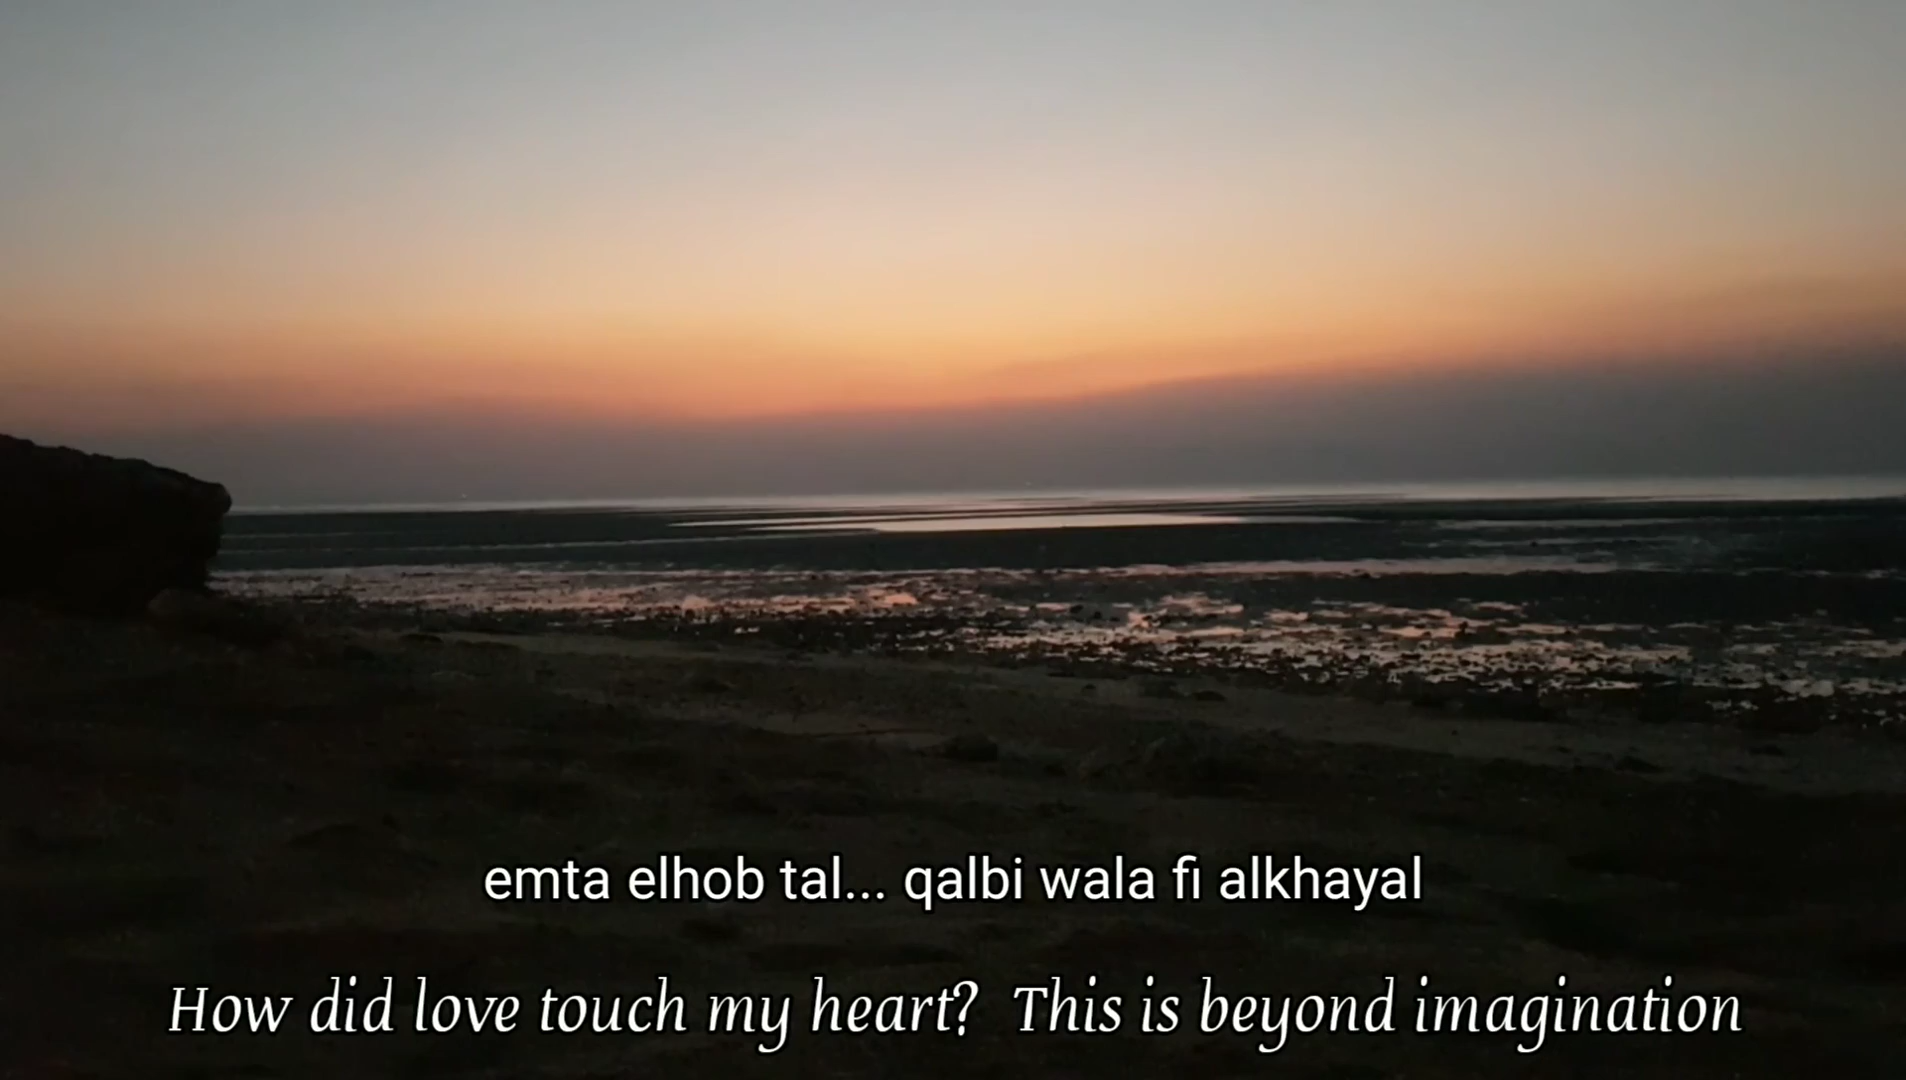 emta elhob tal... qalbi wala fi alkhayal
How did love touch my heart?  This is beyond imagination